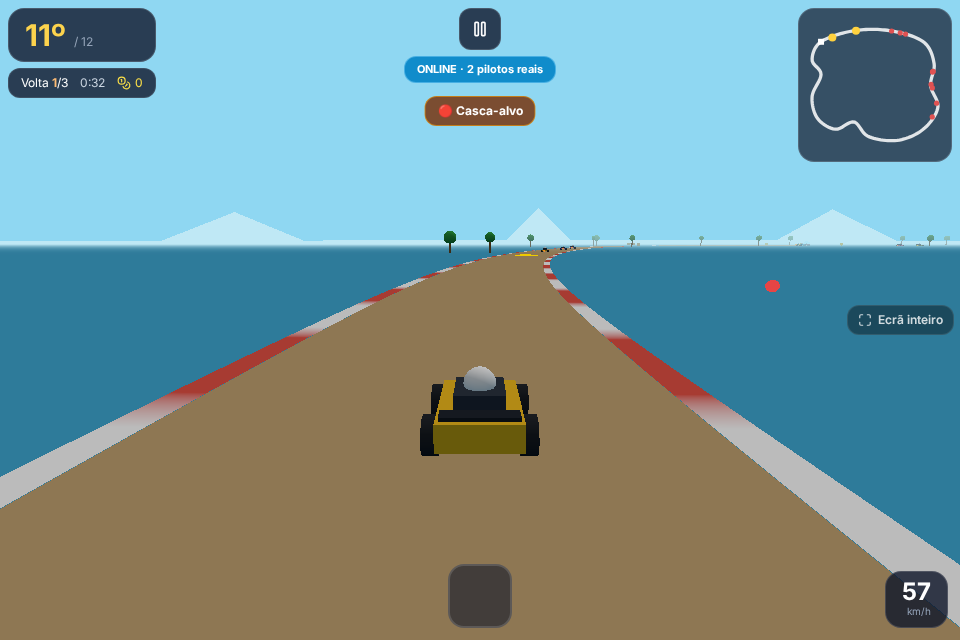 11º / 12
Volta 1/3 0:32 0
ONLINE · 2 pilotos reais
Casca-alvo
Ecrã inteiro
57
km/h